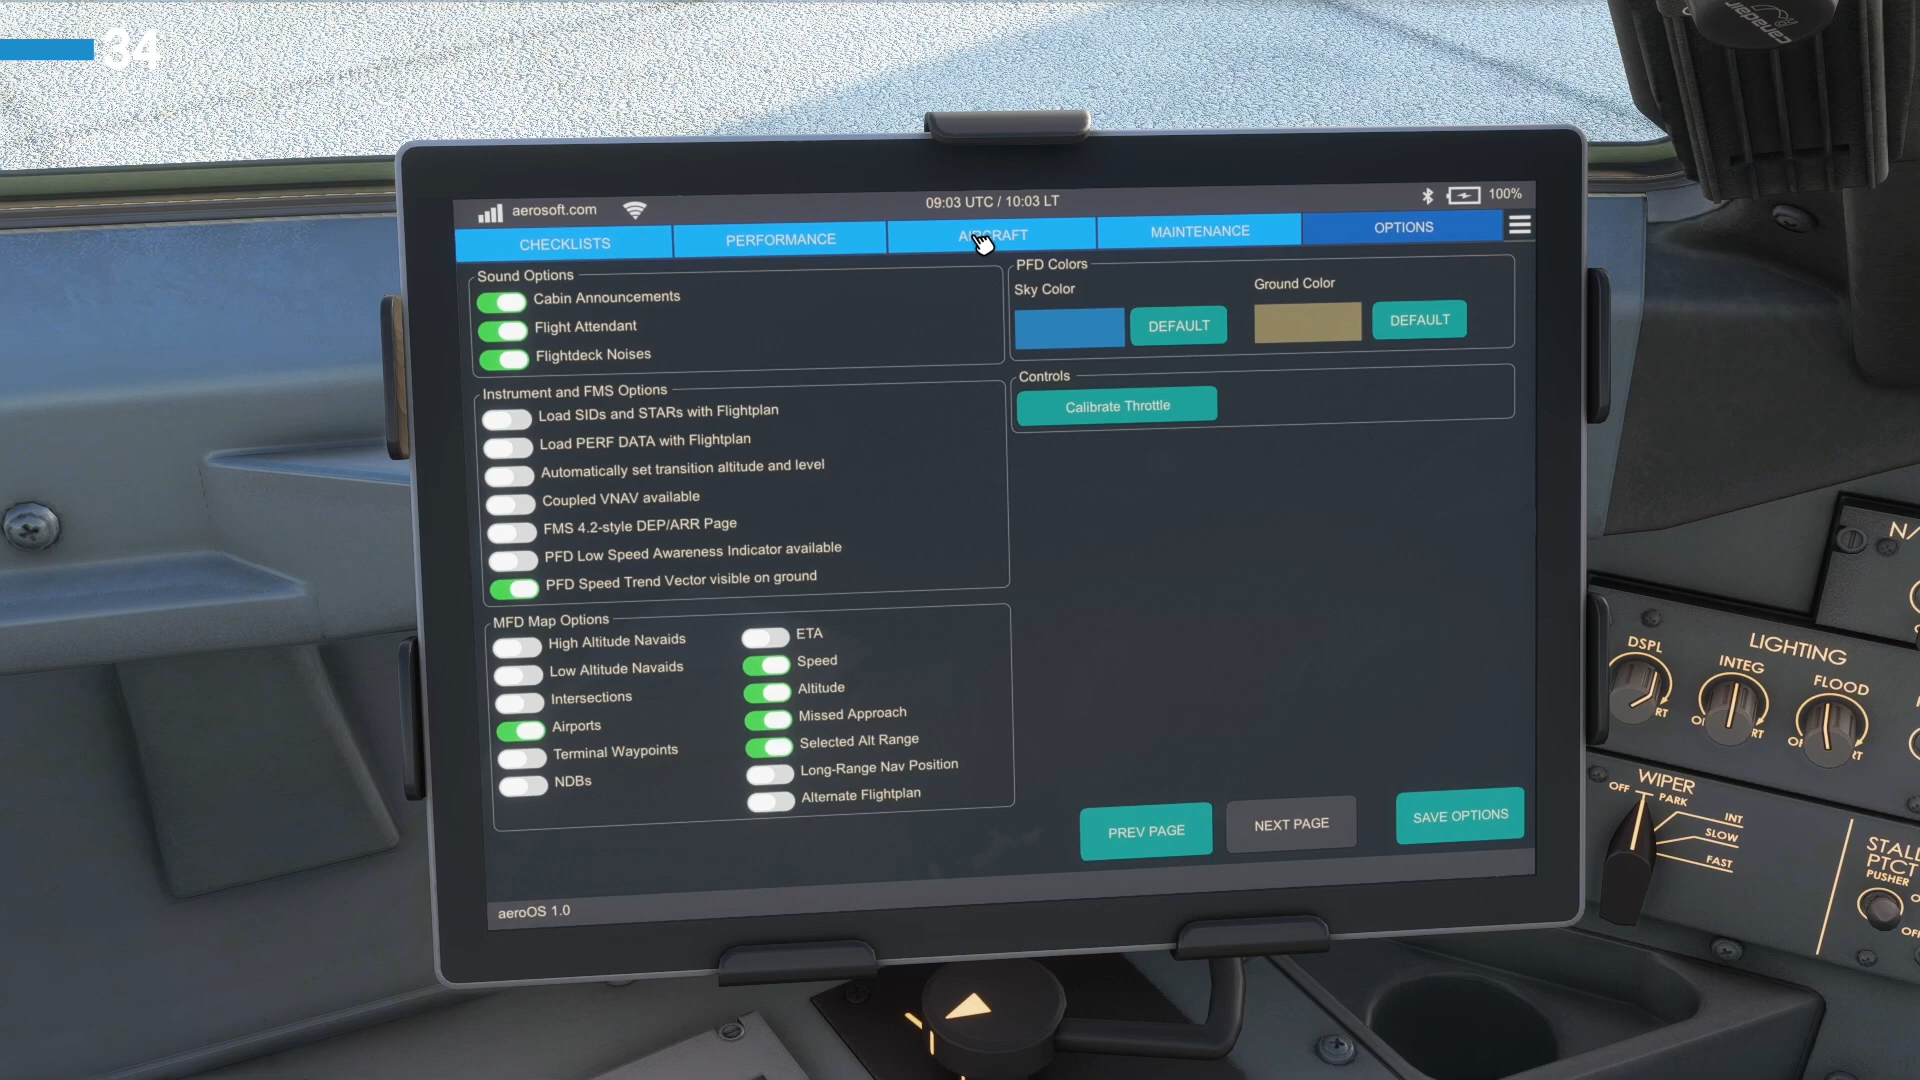 34
canadair
aerosoft.com
09:03 UTC / 10:03 LT
100%
CHECKLISTS
PERFORMANCE
AIRCRAFT
MAINTENANCE
OPTIONS
Sound Options
Cabin Announcements
Flight Attendant
Flightdeck Noises
Instrument and FMS Options
Load SIDs and STARs with Flightplan
Load PERF DATA with Flightplan
Automatically set transition altitude and level
Coupled VNAV available
FMS 4.2-style DEP/ARR Page
PFD Low Speed Awareness Indicator available
PFD Speed Trend Vector visible on ground
MFD Map Options
High Altitude Navaids
Low Altitude Navaids
Intersections
Airports
Terminal Waypoints
NDBs
ETA
Speed
Altitude
Missed Approach
Selected Alt Range
Long-Range Nav Position
Alternate Flightplan
PFD Colors
Sky Color
DEFAULT
Ground Color
DEFAULT
Controls
Calibrate Throttle
PREV PAGE
NEXT PAGE
SAVE OPTIONS
aeroOS 1.0
N/
LIGHTING
DSPL
INTEG
FLOOD
WIPER
OFF
PARK
INT
SLOW
FAST
STALL
PTCT
PUSHER